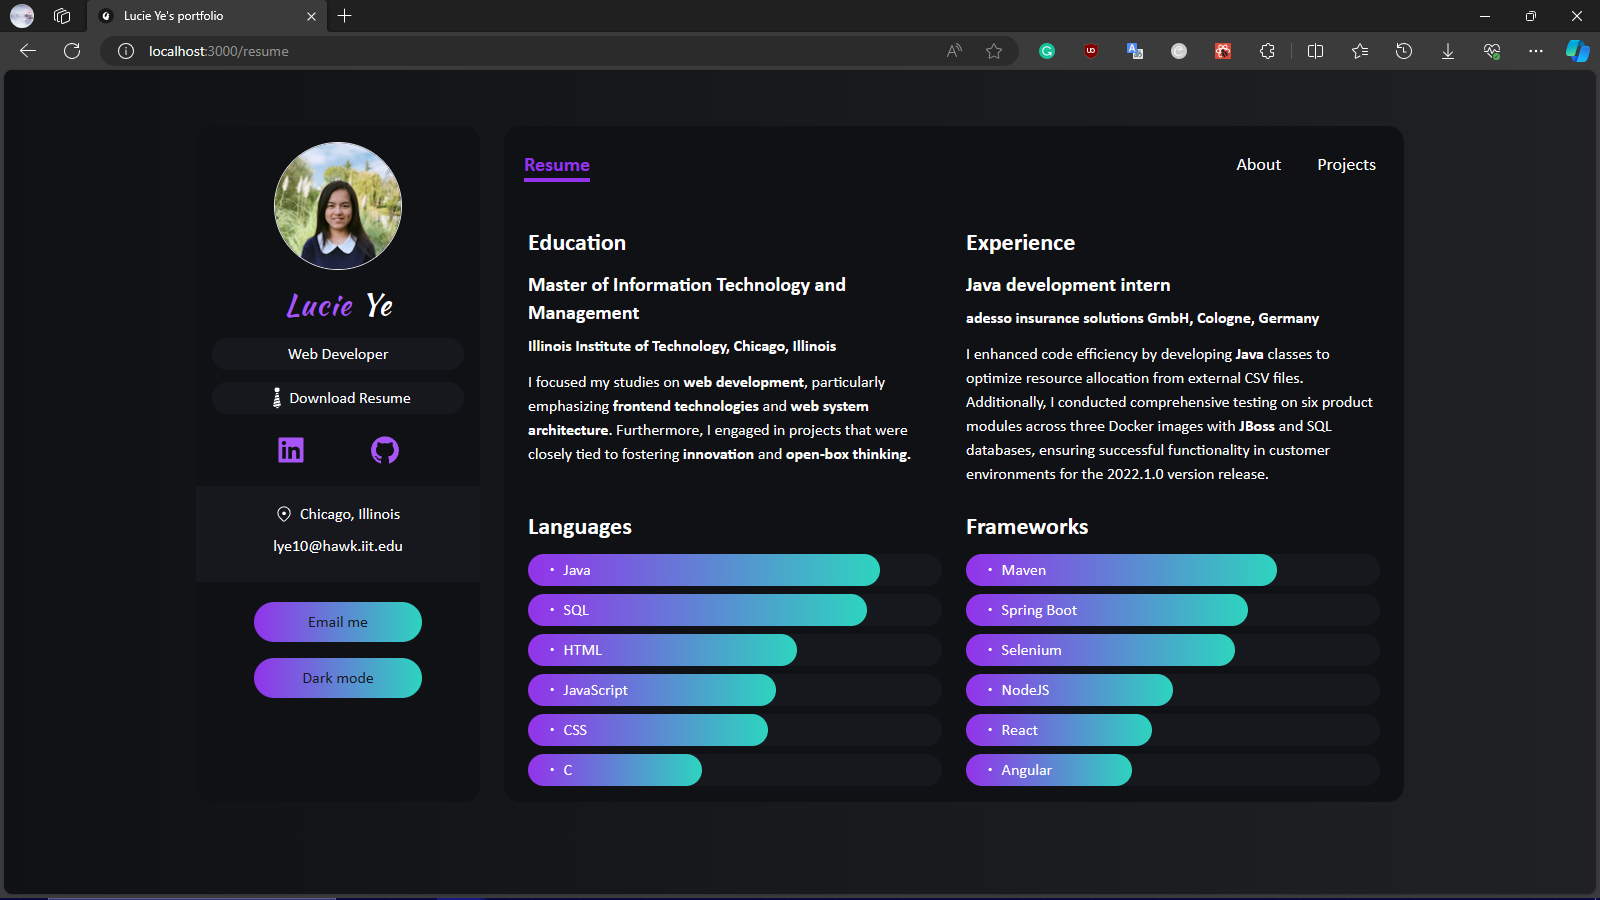 Lucie Ye's portfolio
localhost:3000/resume
Lucie Ye
Web Developer
Download Resume
Chicago, Illinois
lye10@hawk.iit.edu
Email me
Dark mode
Resume
About
Projects
Education
Master of Information Technology and
Management
Illinois Institute of Technology, Chicago, Illinois
I focused my studies on web development, particularly
emphasizing frontend technologies and web system
architecture. Furthermore, I engaged in projects that were
closely tied to fostering innovation and open-box thinking.
Experience
Java development intern
adesso insurance solutions GmbH, Cologne, Germany
I enhanced code efficiency by developing Java classes to
optimize resource allocation from external CSV files.
Additionally, I conducted comprehensive testing on six product
modules across three Docker images with JBoss and SQL
databases, ensuring successful functionality in customer
environments for the 2022.1.0 version release.
Languages
• Java
• SQL
• HTML
• JavaScript
• CSS
• C
Frameworks
• Maven
• Spring Boot
• Selenium
• NodeJS
• React
• Angular